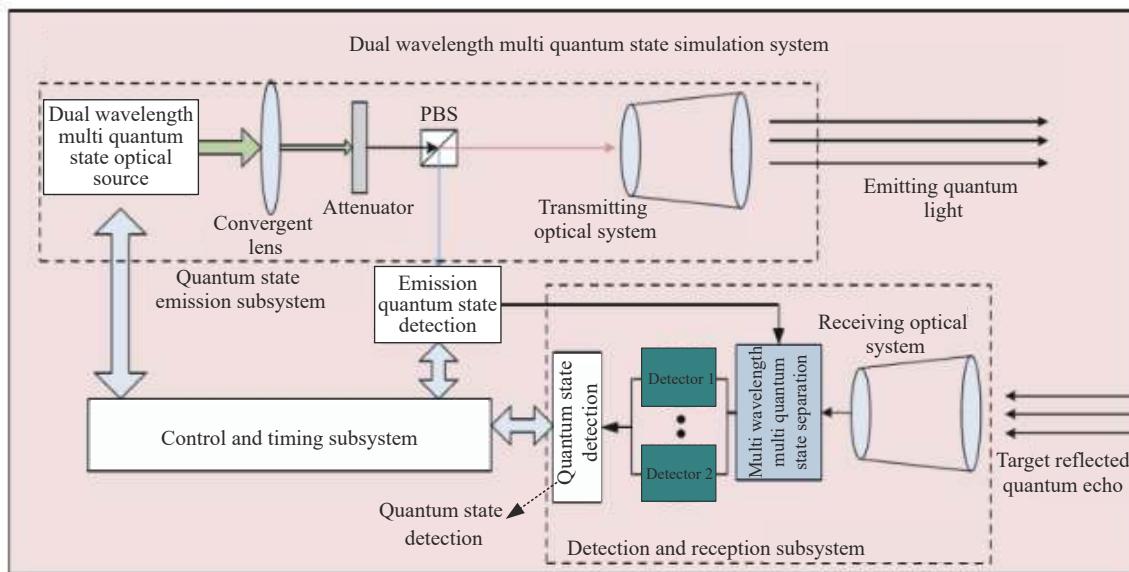 Dual wavelength multi quantum state simulation system
Dual wavelength
multi quantum
state optical
source
PBS
Attenuator
Convergent
lens
Transmitting
optical system
Emitting quantum
light
Quantum state
emission subsystem
Emission
quantum state
detection
Receiving optical
system
Detector 1
Detector 2
Multi wavelength
multi quantum
state separation
Quantum state
detection
Control and timing subsystem
Target reflected
quantum echo
Quantum state
detection
Detection and reception subsystem